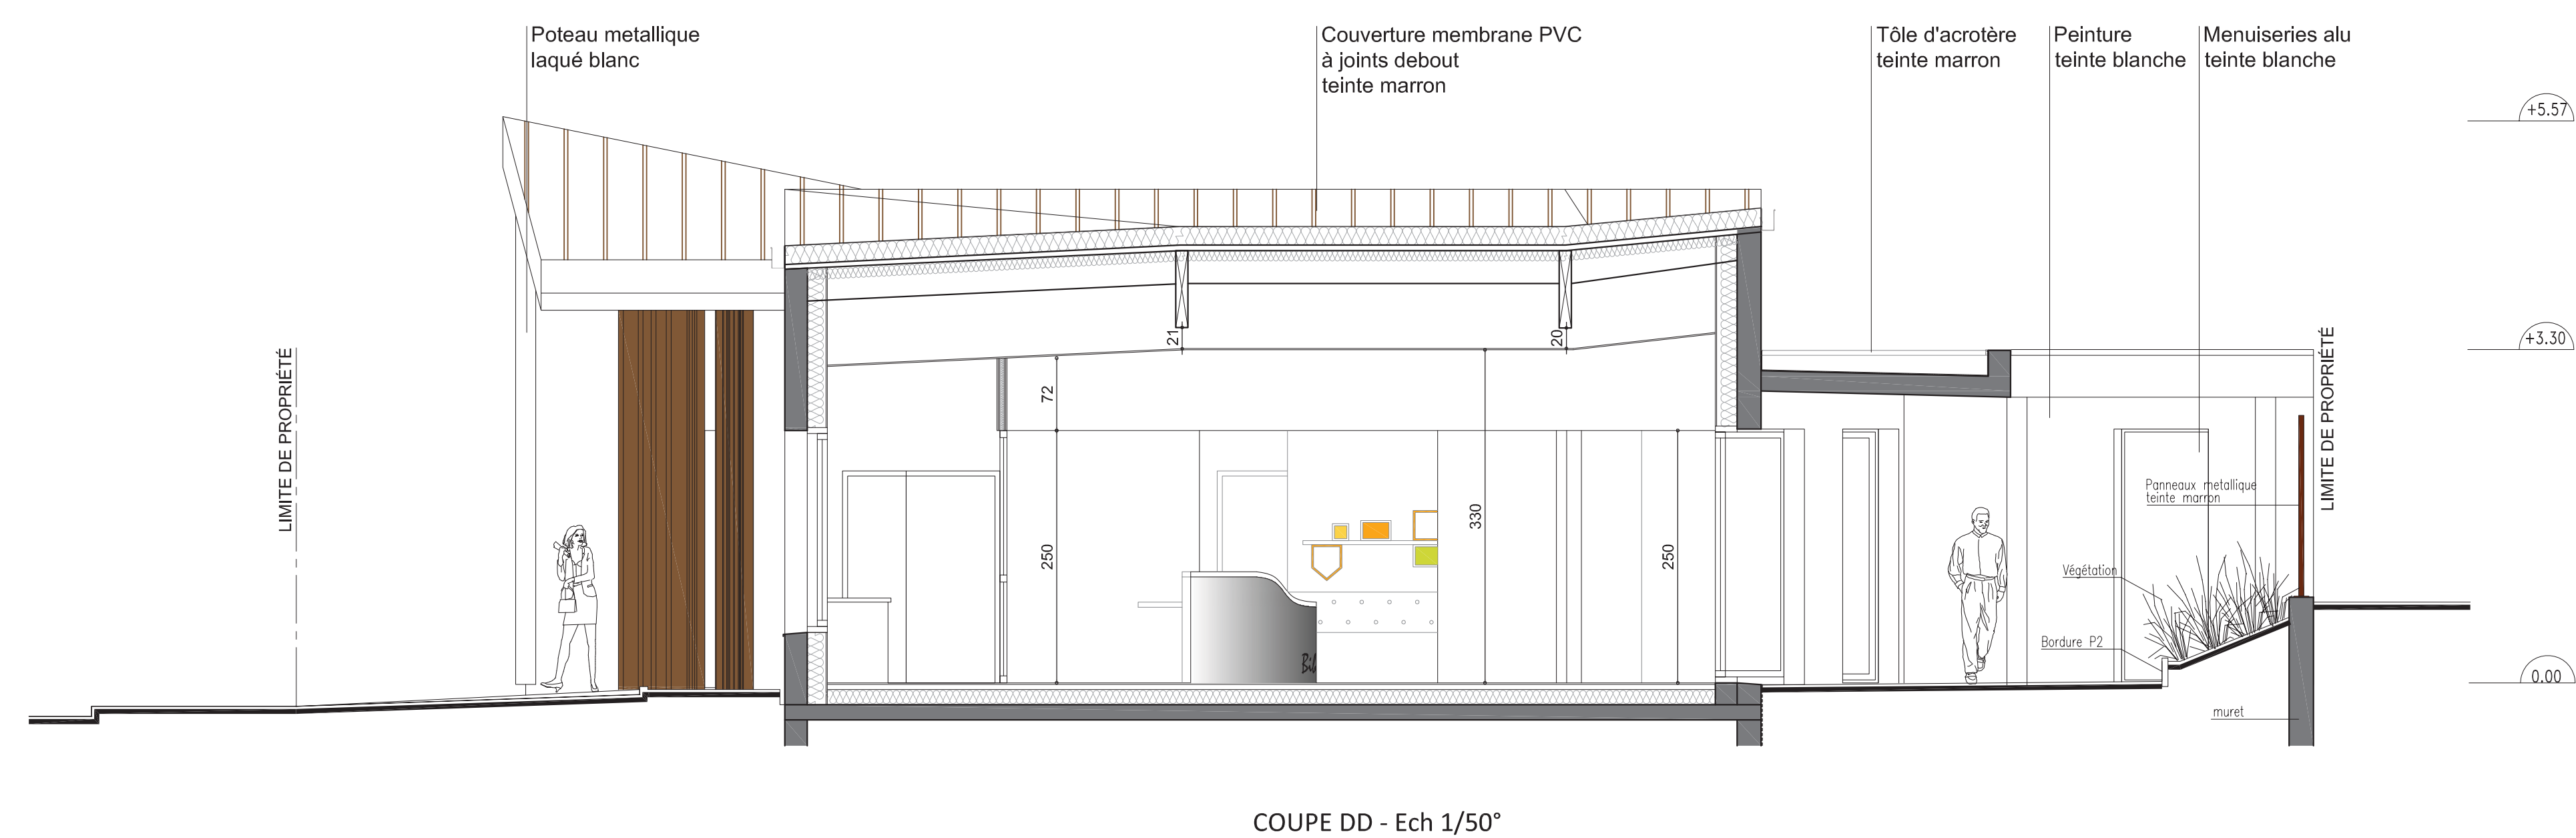 Poteau metallique
laqué blanc
Couverture membrane PVC
à joints debout
teinte marron
Tôle d'acrotère
teinte marron
Peinture
teinte blanche
Menuiseries alu
teinte blanche
+5.57
+3.30
0.00
LIMITE DE PROPRIÉTÉ
21
20
72
250
330
250
Bil
LIMITE DE PROPRIÉTÉ
Panneaux metallique
teinte marron
Végétation
Bordure P2
muret
COUPE DD - Ech 1/50°